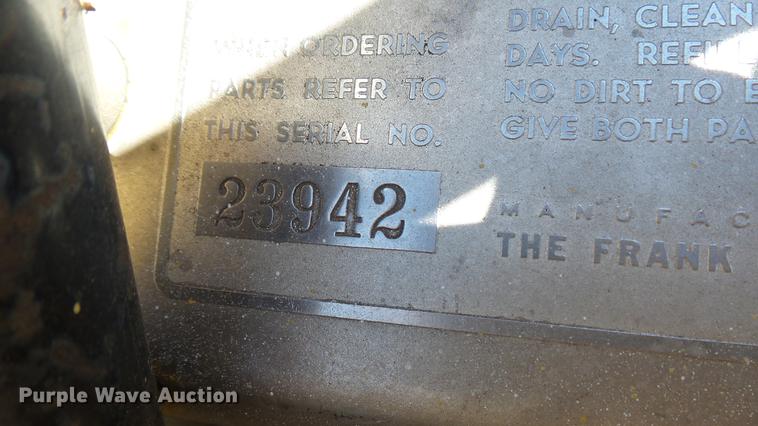 WHEN ORDERING
PARTS REFER TO
THIS SERIAL NO.
23942
DRAIN, CLEAN
DAYS. REFILL
NO DIRT TO E
GIVE BOTH PA
MANUFAC
THE FRANK
Purple Wave Auction